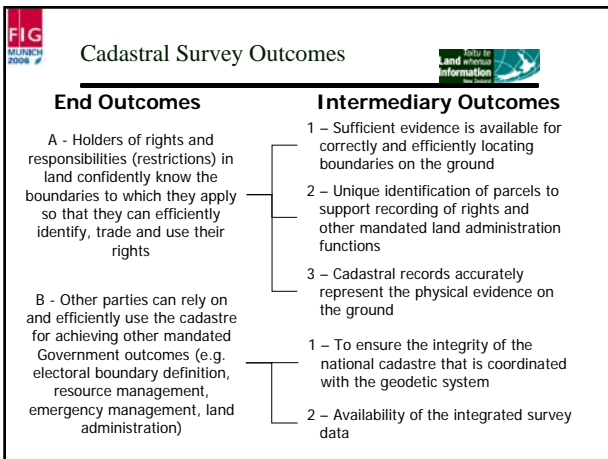 FIG
MUNICH
2006
Cadastral Survey Outcomes
Toitu te
Land whenua
Information
New Zealand
End Outcomes
A - Holders of rights and
responsibilities (restrictions) in
land confidently know the
boundaries to which they apply
so that they can efficiently
identify, trade and use their
rights
B - Other parties can rely on
and efficiently use the cadastre
for achieving other mandated
Government outcomes (e.g.
electoral boundary definition,
resource management,
emergency management, land
administration)
Intermediary Outcomes
1 – Sufficient evidence is available for
correctly and efficiently locating
boundaries on the ground
2 – Unique identification of parcels to
support recording of rights and
other mandated land administration
functions
3 – Cadastral records accurately
represent the physical evidence on
the ground
1 – To ensure the integrity of the
national cadastre that is coordinated
with the geodetic system
2 – Availability of the integrated survey
data